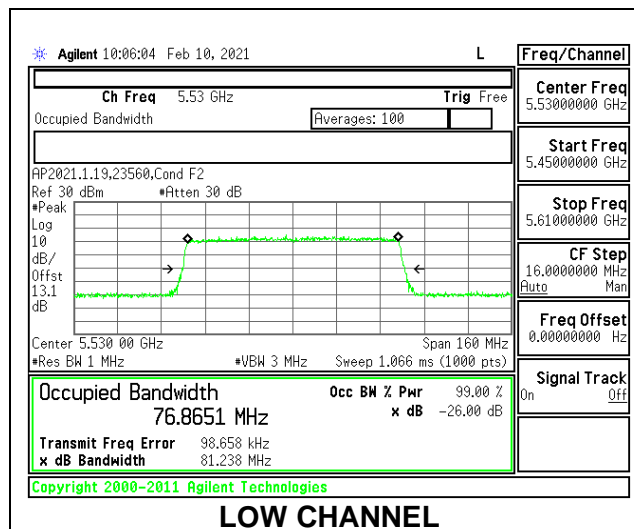 Agilent 10:06:04 Feb 10, 2021 L
Freq/Channel
Ch Freq 5.53 GHz Trig Free
Occupied Bandwidth Averages: 100
AP2021.1.19,23560,Cond F2
Ref 30 dBm #Atten 30 dB
#Peak
Log
10
dB/
Offst
13.1
dB
Center 5.530 00 GHz Span 160 MHz
#Res BW 1 MHz #VBW 3 MHz Sweep 1.066 ms (1000 pts)
Occupied Bandwidth Occ BW % Pwr 99.00 %
76.8651 MHz x dB -26.00 dB
Transmit Freq Error 98.658 kHz
x dB Bandwidth 81.238 MHz
Center Freq
5.53000000 GHz
Start Freq
5.45000000 GHz
Stop Freq
5.61000000 GHz
CF Step
16.0000000 MHz
Auto Man
Freq Offset
0.00000000 Hz
Signal Track
On Off
Copyright 2000-2011 Agilent Technologies
LOW CHANNEL